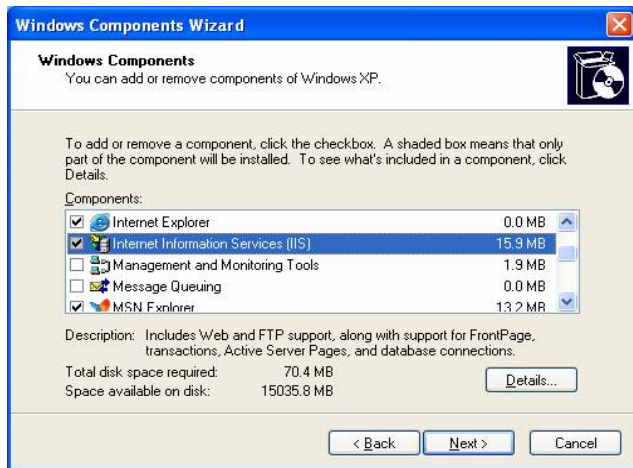 Windows Components Wizard
Windows Components
You can add or remove components of Windows XP.
To add or remove a component, click the checkbox. A shaded box means that only
part of the component will be installed. To see what's included in a component, click
Details.
Components:
Internet Explorer 0.0 MB
Internet Information Services (IIS) 15.9 MB
Management and Monitoring Tools 1.9 MB
Message Queuing 0.0 MB
MSN Explorer 13.2 MB
Description: Includes Web and FTP support, along with support for FrontPage,
transactions, Active Server Pages, and database connections.
Total disk space required: 70.4 MB
Space available on disk: 15035.8 MB
Details...
< Back Next > Cancel